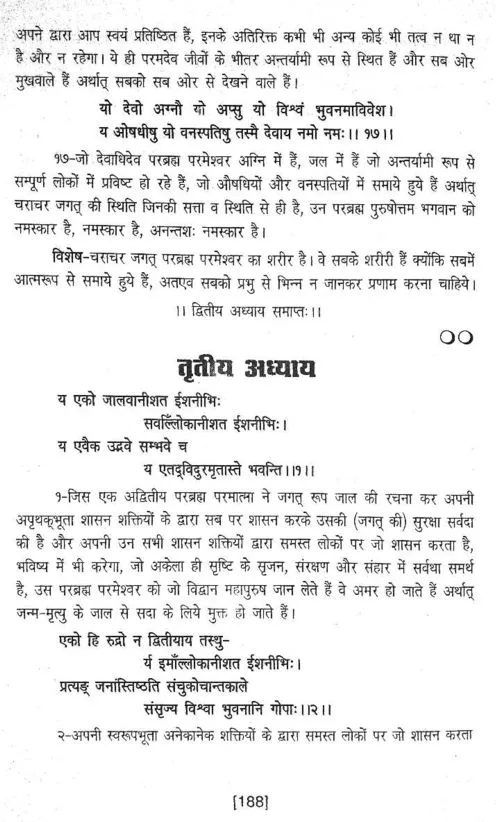 अपने द्वारा आप स्वयं प्रतिष्ठित हैं, इनके अतिरिक्त कभी भी अन्य कोई भी तत्व न था न
है और न रहेगा। ये ही परमदेव जीवों के भीतर अन्तर्यामी रूप से स्थित हैं और सब ओर
मुखवाले हैं अर्थात् सबको सब ओर से देखने वाले हैं।
यो देवो अग्नौ यो अप्सु यो विश्वं भुवनमाविवेश।
य ओषधीषु यो वनस्पतिषु तस्मै देवाय नमो नमः।। १७।।
१७-जो देवाधिदेव परब्रह्म परमेश्वर अग्नि में हैं, जल में हैं जो अन्तर्यामी रूप से
सम्पूर्ण लोकों में प्रविष्ट हो रहे हैं, जो औषधियों और वनस्पतियों में समाये हुये हैं अर्थात्
चराचर जगत् की स्थिति जिनकी सत्ता व स्थिति से ही है, उन परब्रह्म पुरुषोत्तम भगवान को
नमस्कार है, नमस्कार है, अनन्तशः नमस्कार है।
विशेष-चराचर जगत् परब्रह्म परमेश्वर का शरीर है। वे सबके शरीरी हैं क्योंकि सबमें
आत्मरूप से समाये हुये हैं, अतएव सबको प्रभु से भिन्न न जानकर प्रणाम करना चाहिये।
।। द्वितीय अध्याय समाप्तः।।
तृतीय अध्याय
य एको जालवानीशत ईशनीभिः
सर्वाल्लिोकानीशत ईशनीभिः।
य एवैक उद्भवे सम्भवे च
य एतद्विदुरमृतास्ते भवन्ति।।१।।
१-जिस एक अद्वितीय परब्रह्म परमात्मा ने जगत् रूप जाल की रचना कर अपनी
अपृथक्भूता शासन शक्तियों के द्वारा सब पर शासन करके उसकी (जगत् की) सुरक्षा सर्वदा
की है और अपनी उन सभी शासन शक्तियों द्वारा समस्त लोकों पर जो शासन करता है,
भविष्य में भी करेगा, जो अकेला ही सृष्टि के सृजन, संरक्षण और संहार में सर्वथा समर्थ
है, उस परब्रह्म परमेश्वर को जो विद्वान महापुरुष जान लेते हैं वे अमर हो जाते हैं अर्थात्
जन्म-मृत्यु के जाल से सदा के लिये मुक्त हो जाते हैं।
एको हि रुद्रो न द्वितीयाय तस्थु-
र्य इमाँल्लोकानीशत ईशनीभिः।
प्रत्यङ् जनांस्तिष्ठति संचुकोचान्तकाले
संसृज्य विश्वा भुवनानि गोपाः।।२।।
२-अपनी स्वरूपभूता अनेकानेक शक्तियों के द्वारा समस्त लोकों पर जो शासन करता
[188]